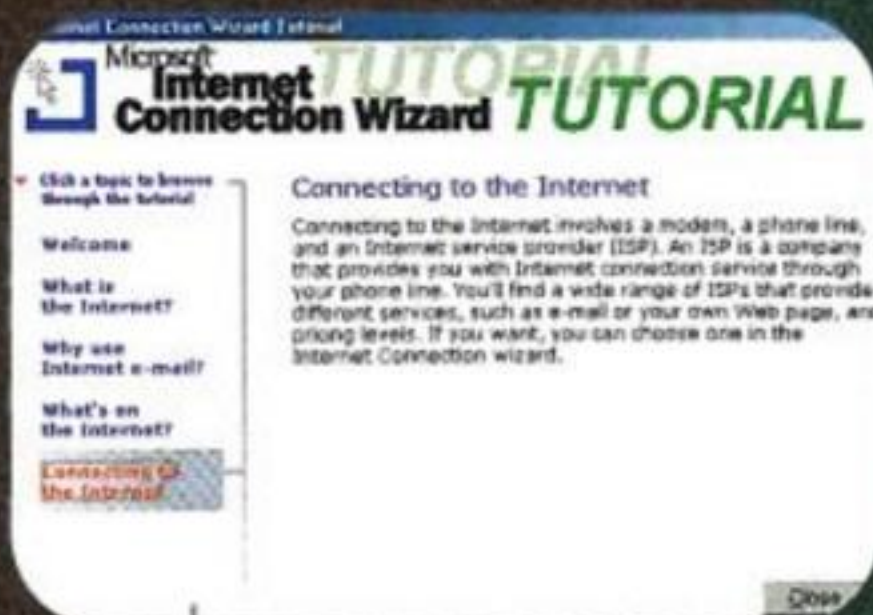 Connection Wizard Tutorial
Microsoft
Internet
Connection Wizard
TUTORIAL
TUTORIAL
Click a topic to browse
through the tutorial
Welcome
What is
the Internet?
Why use
Internet e-mail?
What's on
the Internet?
Connecting to
the Internet
Connecting to the Internet
Connecting to the Internet involves a modem, a phone line,
and an Internet service provider (ISP). An ISP is a company
that provides you with Internet connection service through
your phone line. You'll find a wide range of ISPs that provide
different services, such as e-mail or your own Web page, and
pricing levels. If you want, you can choose one in the
Internet Connection wizard.
Close